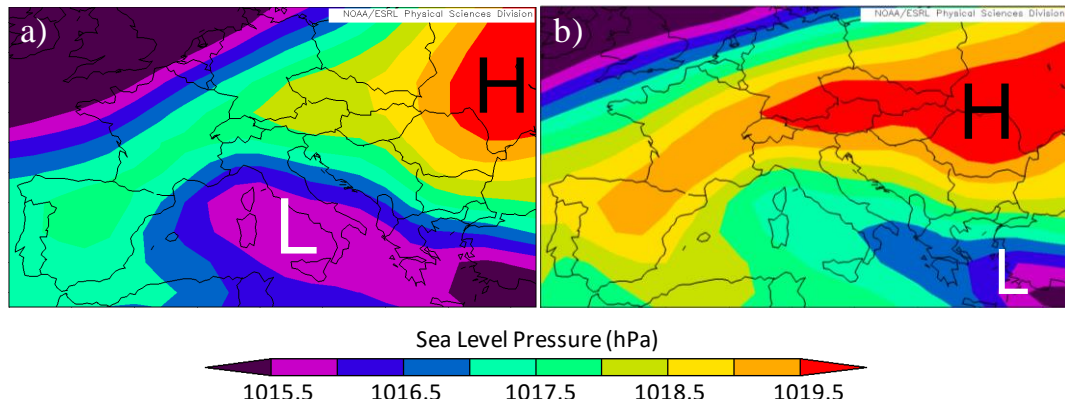 NOAA/ESRL Physical Sciences Division
a)
H
L
NOAA/ESRL Physical Sciences Division
b)
H
L
Sea Level Pressure (hPa)
1015.5 1016.5 1017.5 1018.5 1019.5